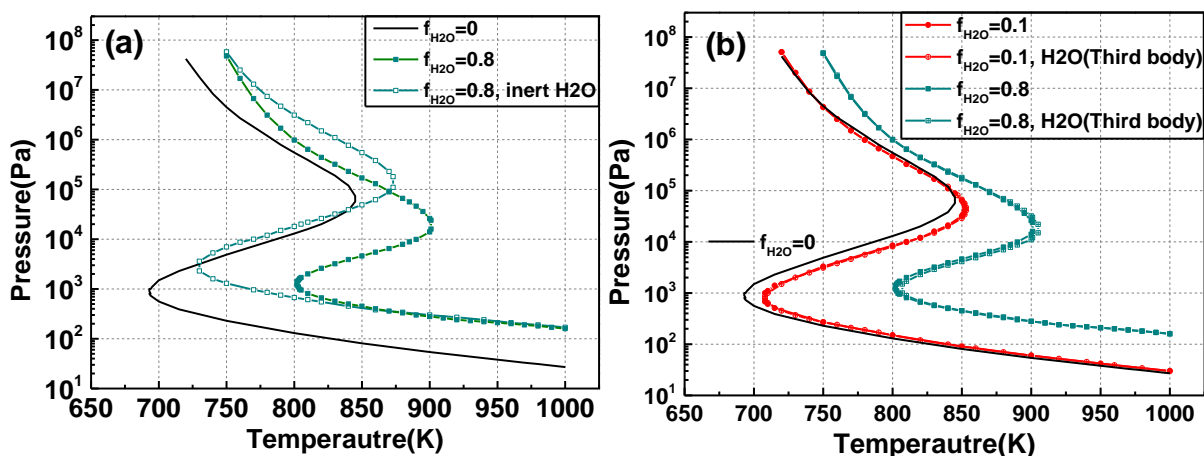 (a)
f_H2O=0
f_H2O=0.8
f_H2O=0.8, inert H2O
10^8
10^7
10^6
10^5
10^4
10^3
10^2
10^1
Pressure(Pa)
650 700 750 800 850 900 950 1000
Temperautre(K)
(b)
f_H2O=0.1
f_H2O=0.1, H2O(Third body)
f_H2O=0.8
f_H2O=0.8, H2O(Third body)
f_H2O=0
10^8
10^7
10^6
10^5
10^4
10^3
10^2
10^1
Pressure(Pa)
650 700 750 800 850 900 950 1000
Temperautre(K)